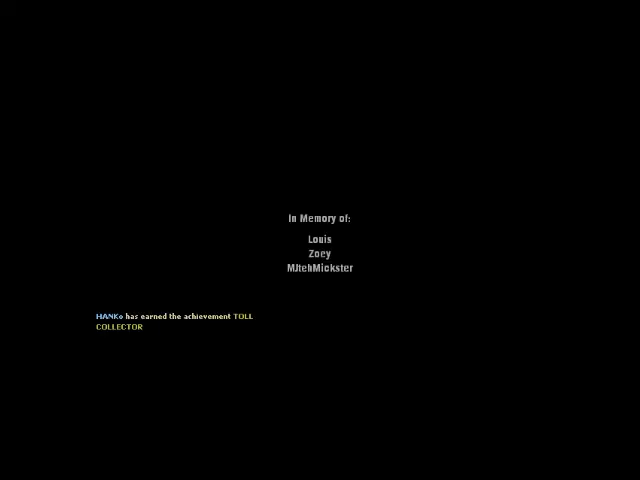 In Memory of:
Louis
Zoey
MJtehMickster
HANKo has earned the achievement TOLL
COLLECTOR